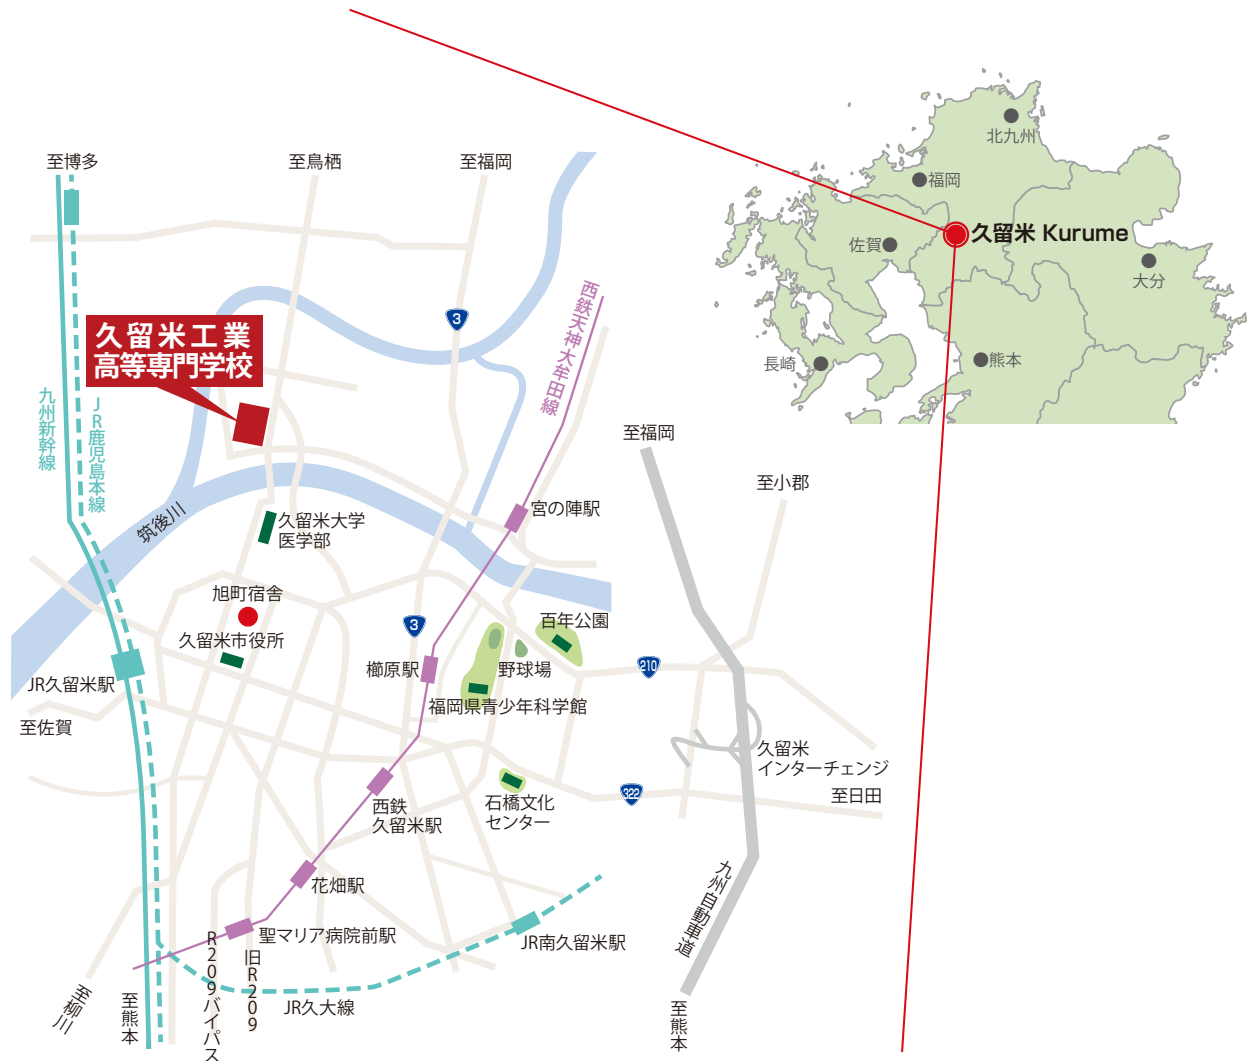 至博多
至鳥栖
至福岡
北九州
福岡
久留米 Kurume
佐賀
大分
長崎
熊本
3
西鉄天神大牟田線
久留米工業
高等専門学校
九州新幹線
JR鹿児島本線
至福岡
至小郡
筑後川
久留米大学
医学部
宮の陣駅
旭町宿舎
久留米市役所
3
百年公園
櫛原駅
野球場
210
JR久留米駅
福岡県青少年科学館
至佐賀
久留米
インターチェンジ
322
至日田
西鉄
久留米駅
石橋文化
センター
花畑駅
九州自動車道
聖マリア病院前駅
JR南久留米駅
R209バイパス
旧R209
至柳川
至熊本
JR久大線
至熊本